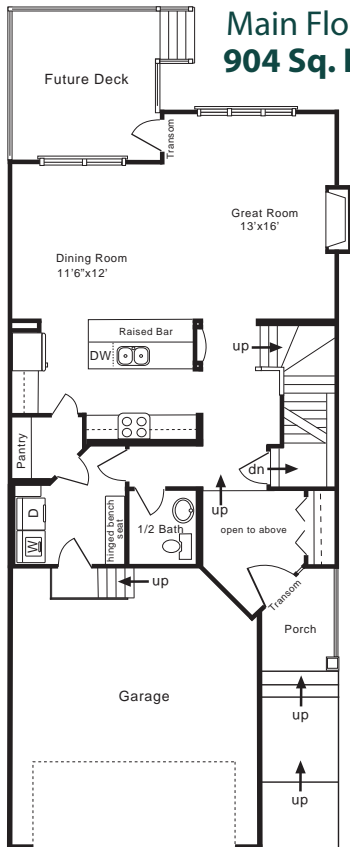 Main Flo
904 Sq.
Future Deck
Transom
Great Room
13'x16'
Dining Room
11'6"x12'
Raised Bar
DW
up
Pantry
dn
up
D
W
hinged bench
seat
1/2 Bath
open to above
up
Transom
Porch
Garage
up
up